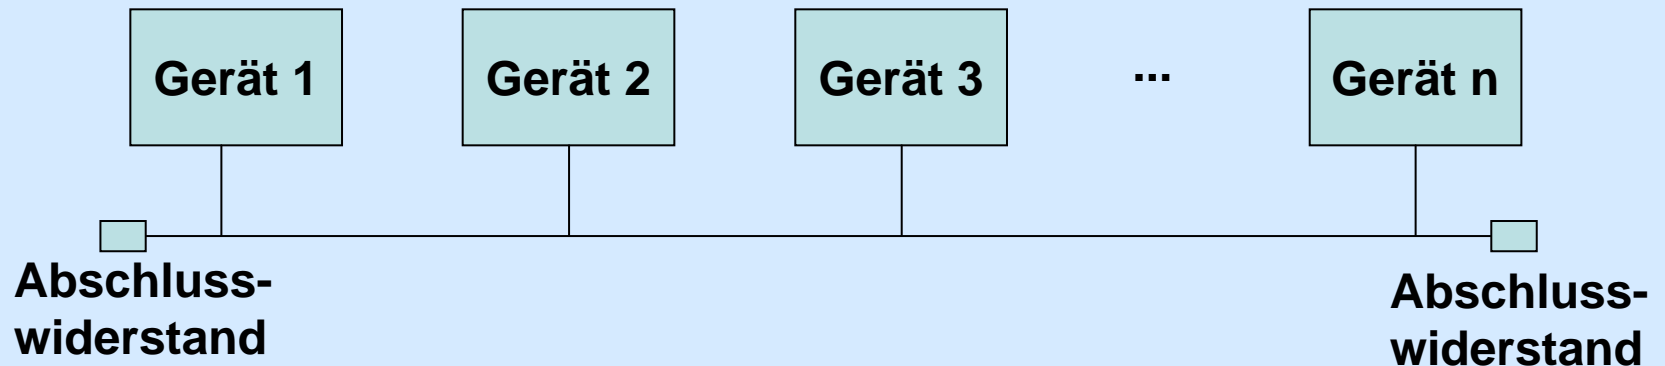 Gerät 1
Gerät 2
Gerät 3
...
Gerät n
Abschluss-
widerstand
Abschluss-
widerstand